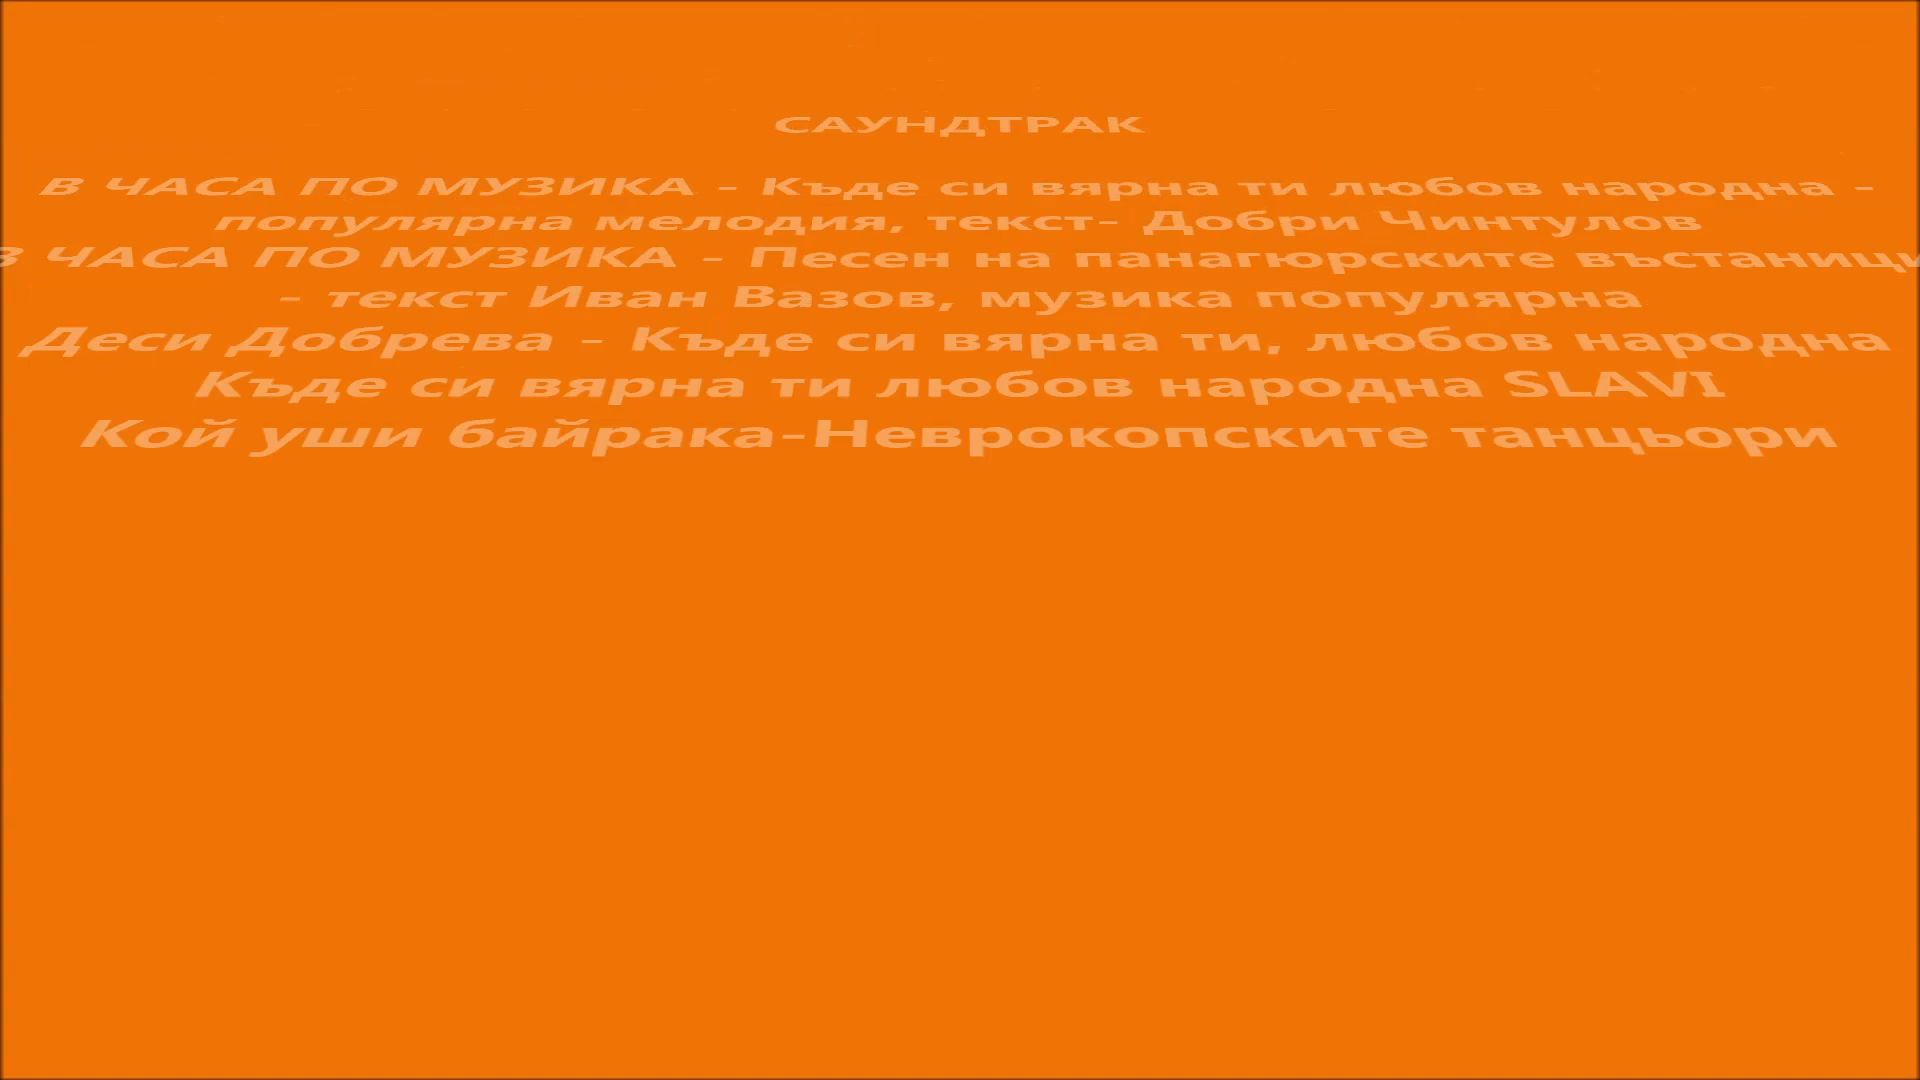 САУНДТРАК
В ЧАСА ПО МУЗИКА - Къде си вярна ти любов народна -
популярна мелодия, текст- Добри Чинтулов
В ЧАСА ПО МУЗИКА - Песен на панагюрските въстаници
- текст Иван Вазов, музика популярна
Деси Добрева - Къде си вярна ти, любов народна
Къде си вярна ти любов народна SLAVI
Кой уши байрака-Неврокопските танцьори